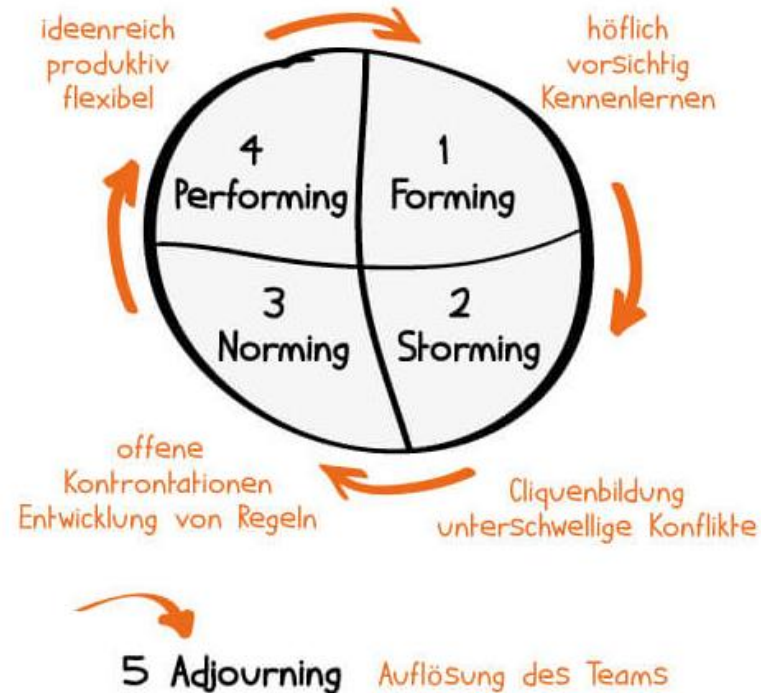 ideenreich
produktiv
flexibel
höflich
vorsichtig
Kennenlernen
4
Performing
1
Forming
3
Norming
2
Storming
offene
Kontrontationen
Entwicklung von Regeln
Cliquenbildung
unterschwellige Konflikte
5 Adjourning Auflösung des Teams